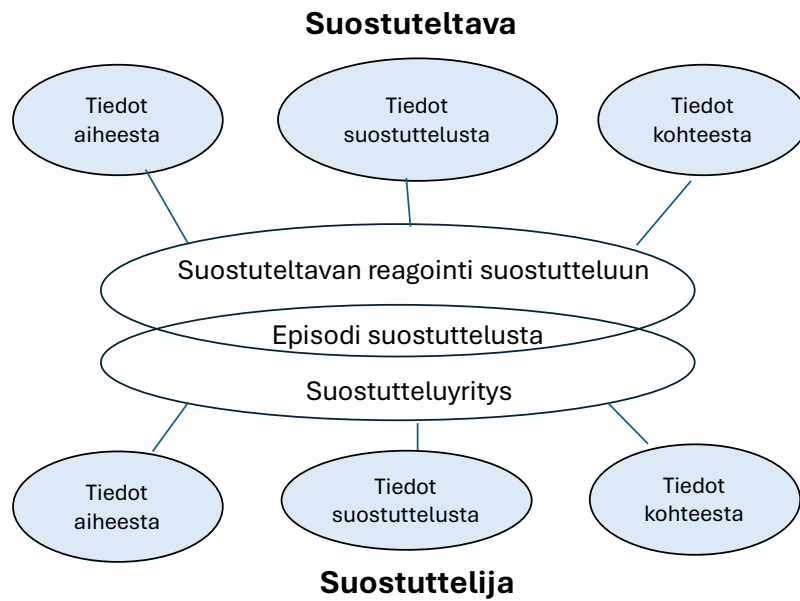 Suostuteltava
Tiedot
aiheesta
Tiedot
suostuttelusta
Tiedot
kohteesta
Suostuteltavan reagointi suostutteluun
Episodi suostuttelusta
Suostutteluyritys
Tiedot
aiheesta
Tiedot
suostuttelusta
Tiedot
kohteesta
Suostuttelija